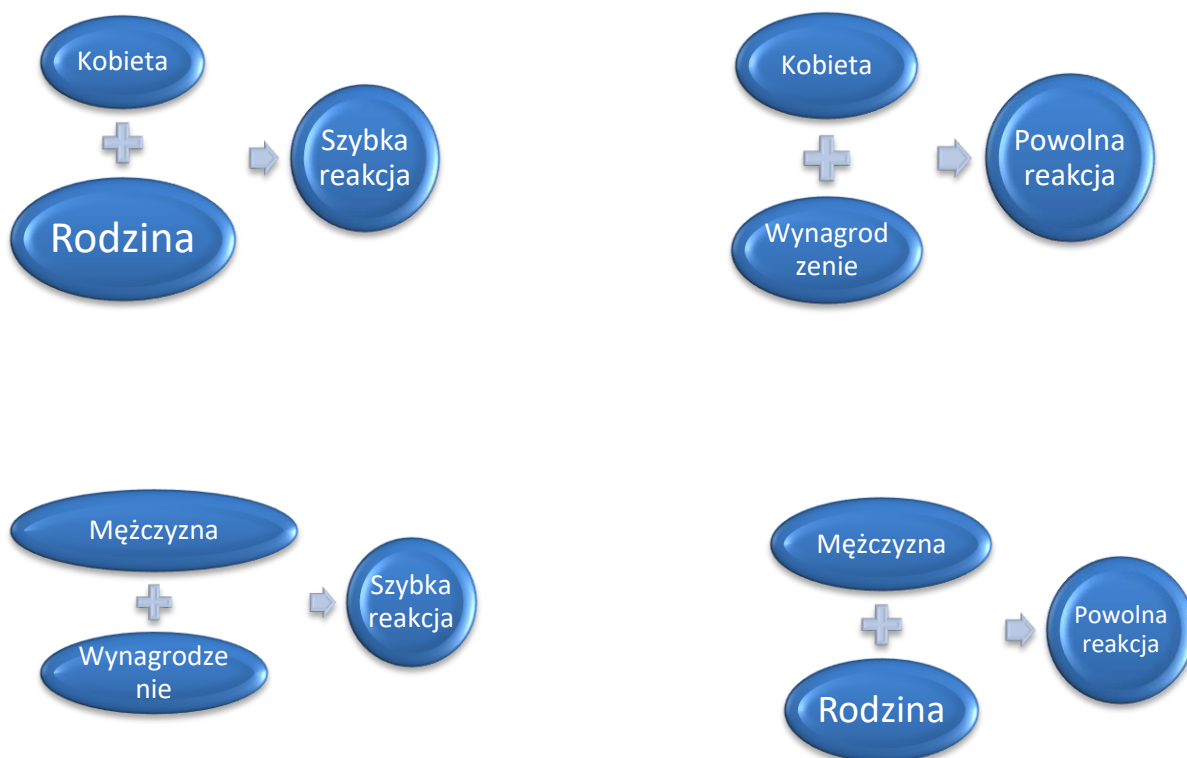 Kobieta
Rodzina
Szybka
reakcja
Kobieta
Wynagrod
zenie
Powolna
reakcja
Mężczyzna
Wynagrodze
nie
Szybka
reakcja
Mężczyzna
Rodzina
Powolna
reakcja